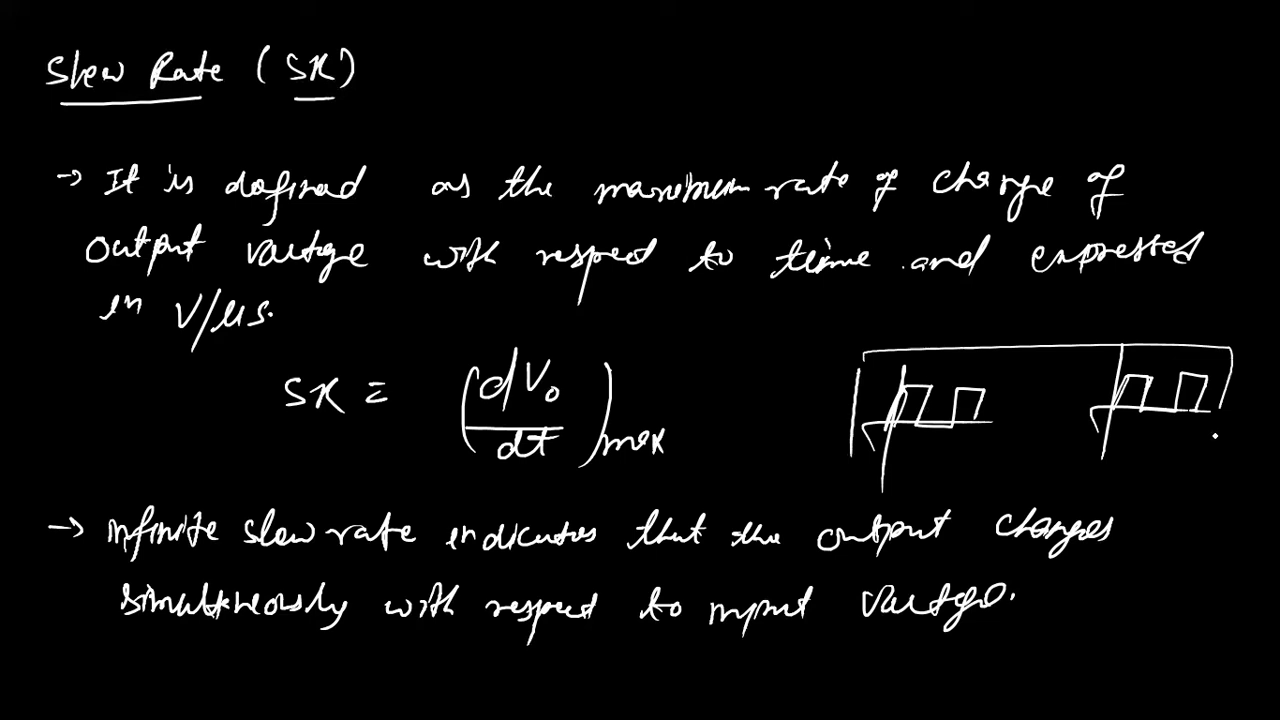 Slew Rate (SR)
→ It is defined as the maximum rate of change of
output voltage with respect to time and expressed
in V/μs.
SR = (dV₀/dt)max
→ infinite slew rate indicates that the output changes
simultaneously with respect to input voltage.